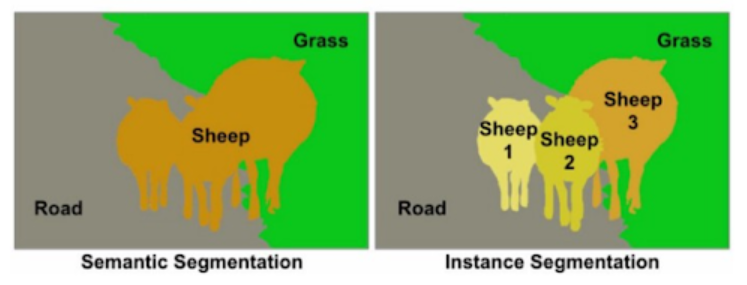 Grass
Sheep
Road
Semantic Segmentation
Grass
Sheep
3
Sheep
1
Sheep
2
Road
Instance Segmentation